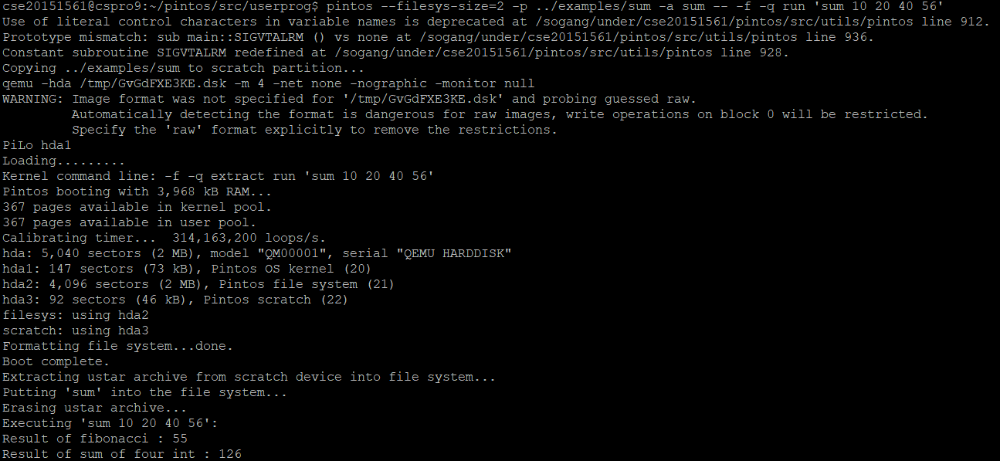 cse20151561@cspro9:~/pintos/src/userprog$ pintos --filesys-size=2 -p ../examples/sum -a sum -- -f -q run 'sum 10 20 40 56'
Use of literal control characters in variable names is deprecated at /sogang/under/cse20151561/pintos/src/utils/pintos line 912.
Prototype mismatch: sub main::SIGVTALRM () vs none at /sogang/under/cse20151561/pintos/src/utils/pintos line 936.
Constant subroutine SIGVTALRM redefined at /sogang/under/cse20151561/pintos/src/utils/pintos line 928.
Copying ../examples/sum to scratch partition...
qemu -hda /tmp/GvGdFXE3KE.dsk -m 4 -net none -nographic -monitor null
WARNING: Image format was not specified for '/tmp/GvGdFXE3KE.dsk' and probing guessed raw.
         Automatically detecting the format is dangerous for raw images, write operations on block 0 will be restricted.
         Specify the 'raw' format explicitly to remove the restrictions.
PiLo hda1
Loading.........
Kernel command line: -f -q extract run 'sum 10 20 40 56'
Pintos booting with 3,968 kB RAM...
367 pages available in kernel pool.
367 pages available in user pool.
Calibrating timer...  314,163,200 loops/s.
hda: 5,040 sectors (2 MB), model "QM00001", serial "QEMU HARDDISK"
hda1: 147 sectors (73 kB), Pintos OS kernel (20)
hda2: 4,096 sectors (2 MB), Pintos file system (21)
hda3: 92 sectors (46 kB), Pintos scratch (22)
filesys: using hda2
scratch: using hda3
Formatting file system...done.
Boot complete.
Extracting ustar archive from scratch device into file system...
Putting 'sum' into the file system...
Erasing ustar archive...
Executing 'sum 10 20 40 56':
Result of fibonacci : 55
Result of sum of four int : 126